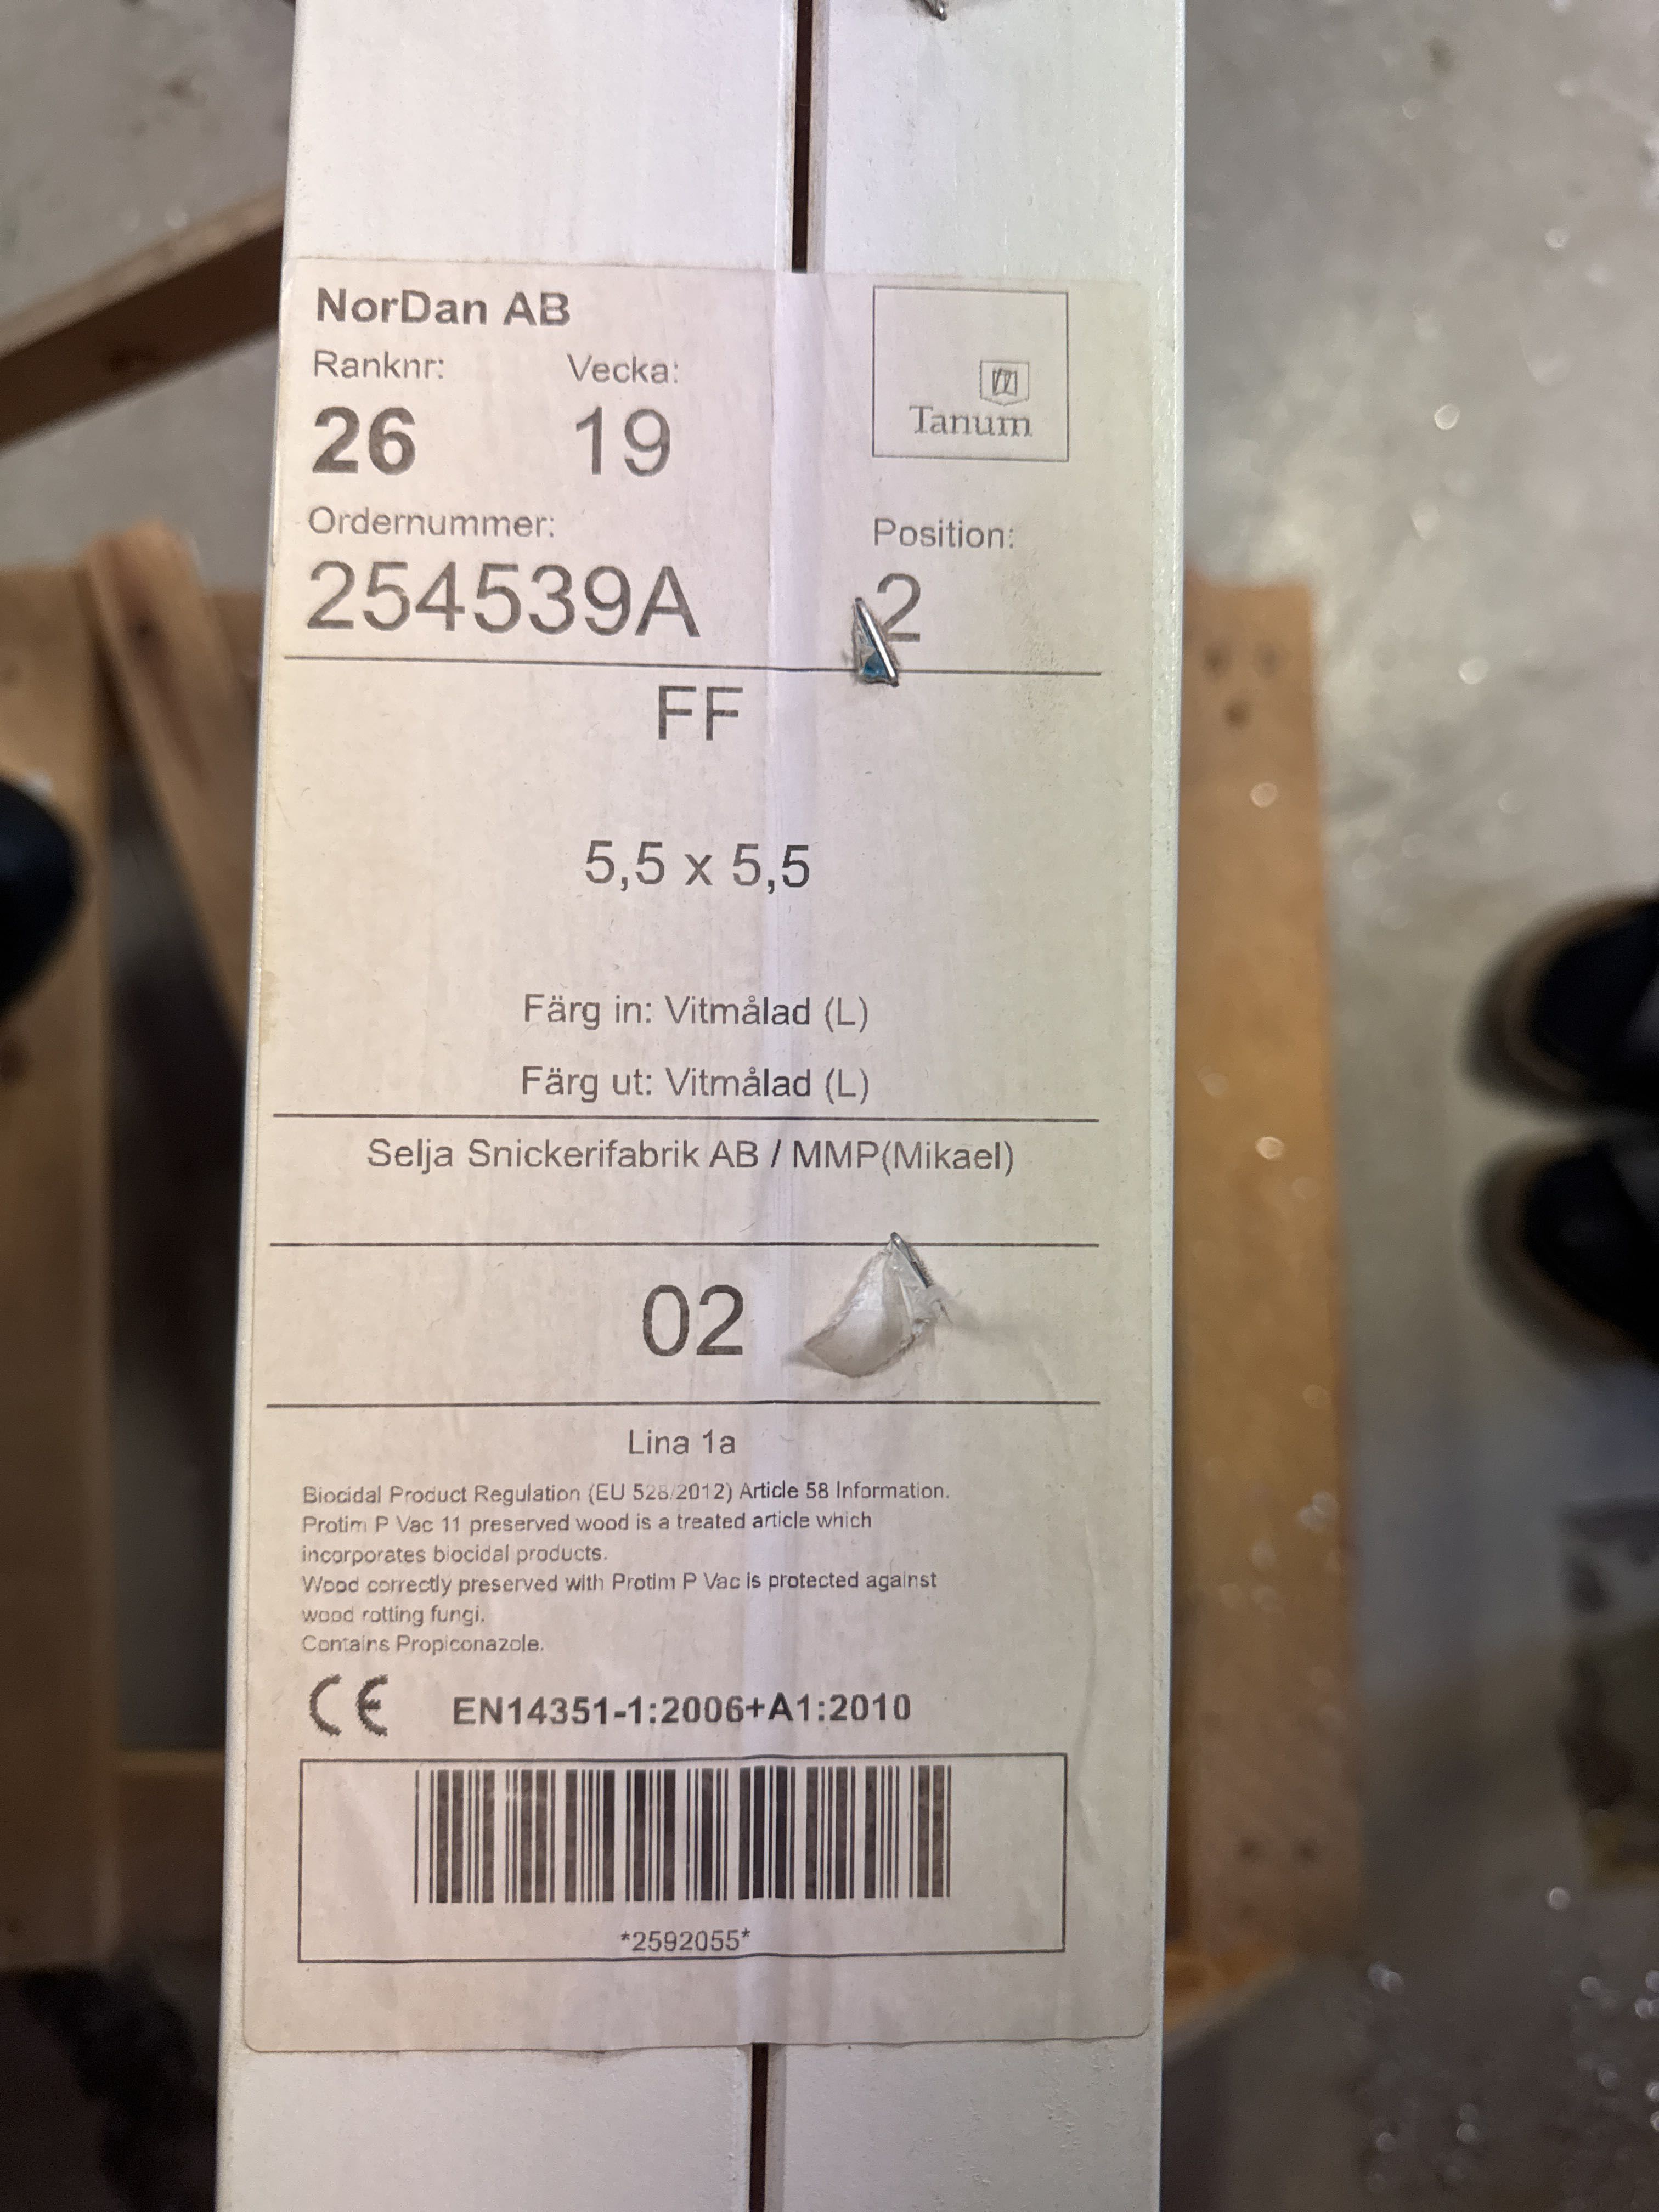 NorDan AB
Ranknr: Vecka:
26 19
Tanum
Ordernummer: Position:
254539A 2
FF
5,5 x 5,5
Färg in: Vitmålad (L)
Färg ut: Vitmålad (L)
Selja Snickerifabrik AB / MMP(Mikael)
02
Lina 1a
Biocidal Product Regulation (EU 528/2012) Article 58 Information.
Protim P Vac 11 preserved wood is a treated article which
incorporates biocidal products.
Wood correctly preserved with Protim P Vac is protected against
wood rotting fungi.
Contains Propiconazole.
CE EN14351-1:2006+A1:2010
*2592055*